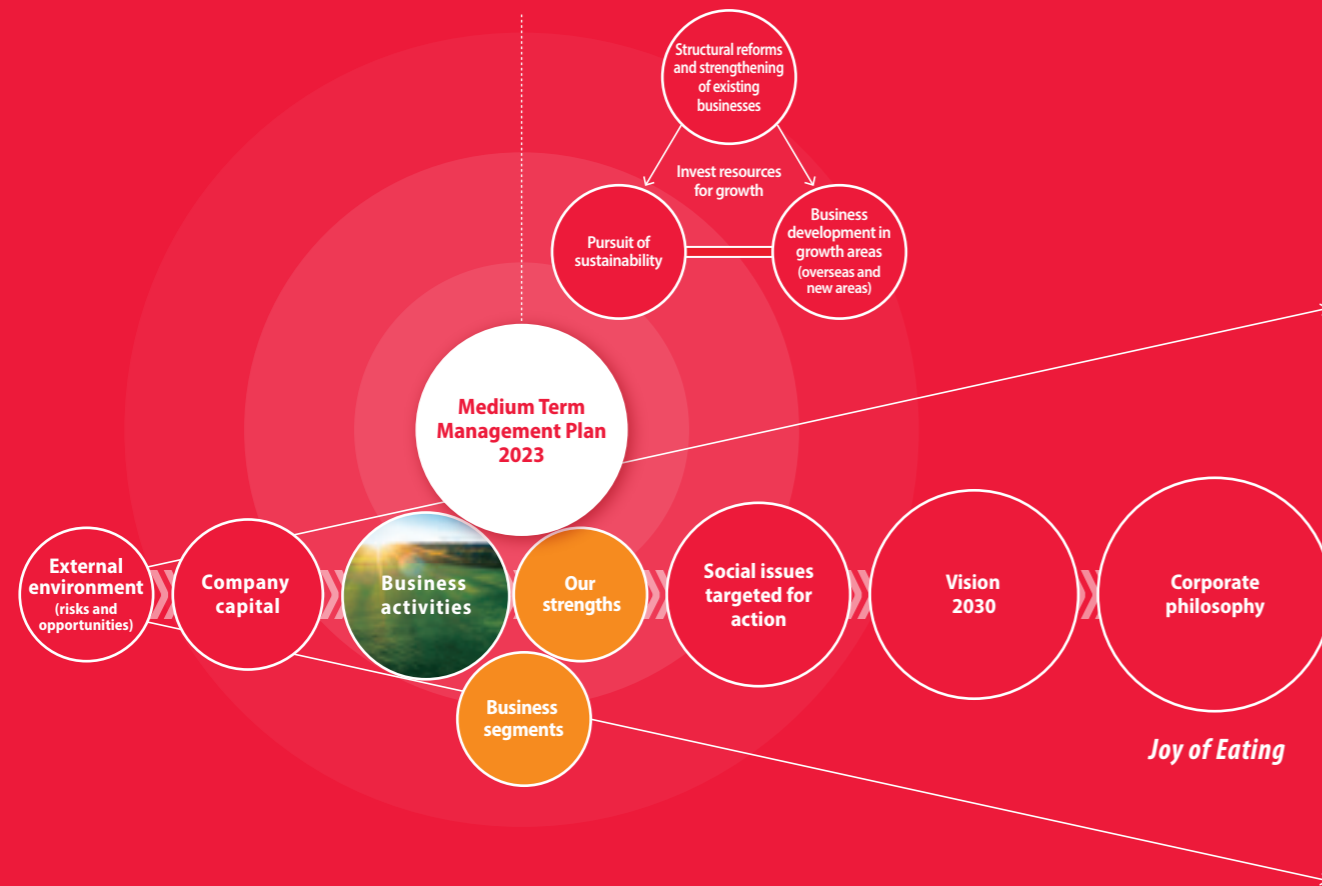 Structural reforms
and strengthening
of existing
businesses
Invest resources
for growth
Pursuit of
sustainability
Business
development in
growth areas
(overseas and
new areas)
Medium Term
Management Plan
2023
External
environment
(risks and
opportunities)
Company
capital
Business
activities
Our
strengths
Business
segments
Social issues
targeted for
action
Vision
2030
Corporate
philosophy
Joy of Eating